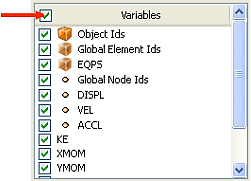 Variables
Object Ids
Global Element Ids
EQPS
Global Node Ids
DISPL
VEL
ACCL
KE
XMOM
YMOM